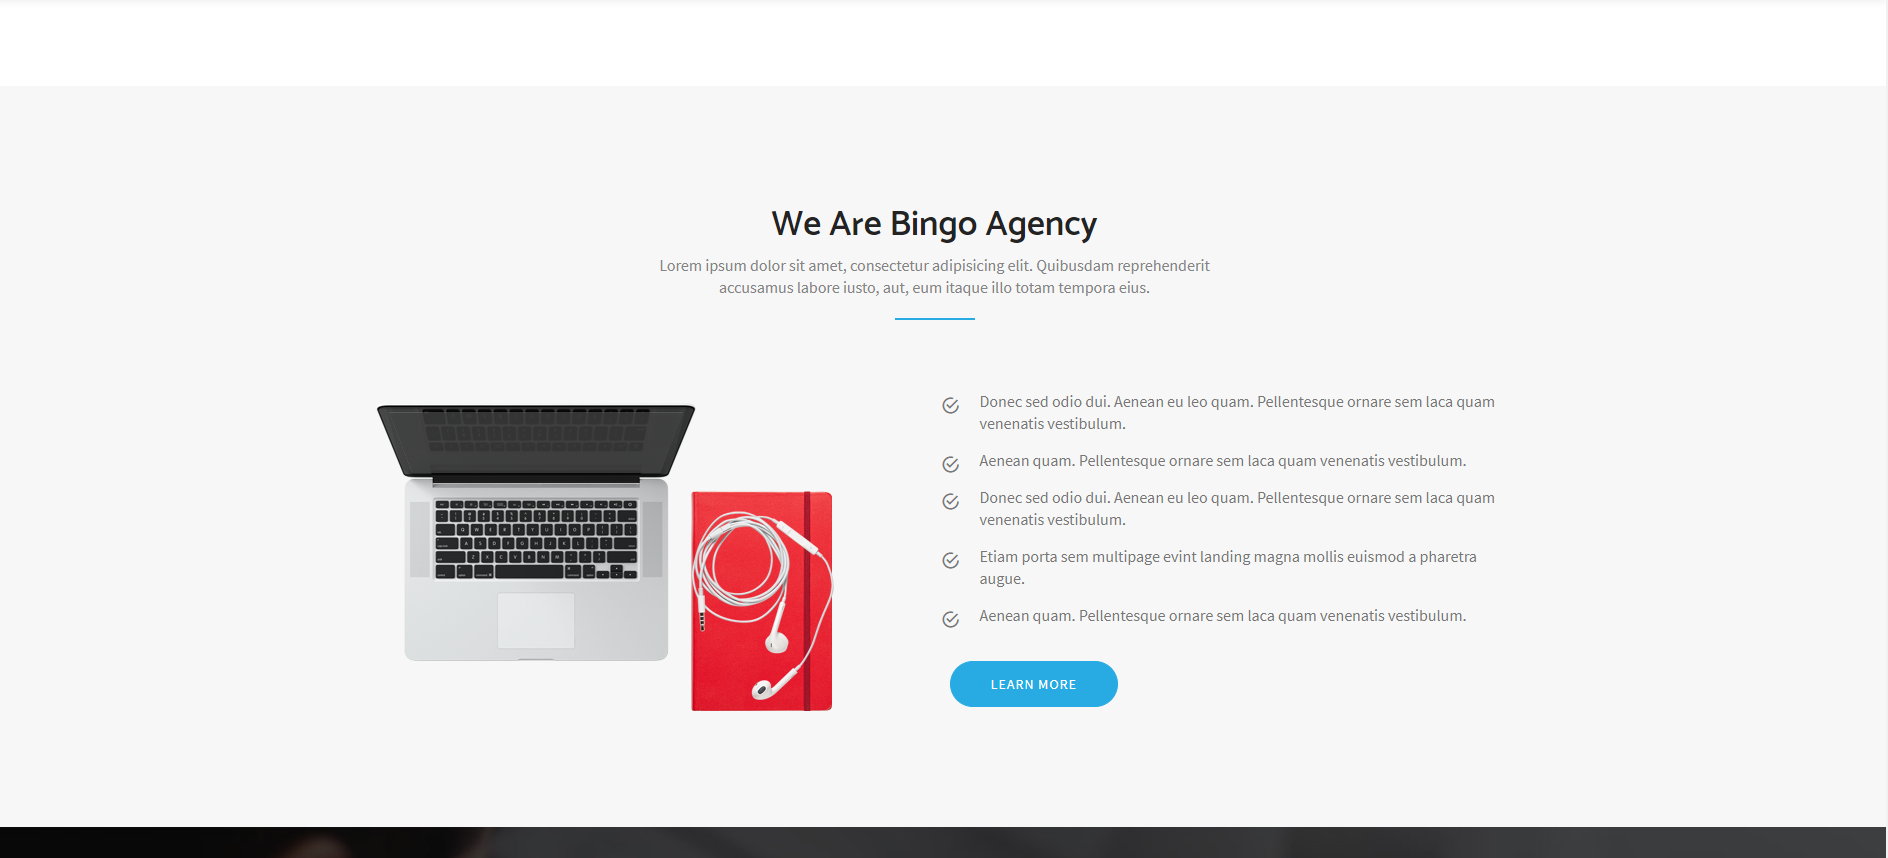 We Are Bingo Agency
Lorem ipsum dolor sit amet, consectetur adipisicing elit. Quibusdam reprehenderit
accusamus labore iusto, aut, eum itaque illo totam tempora eius.
Donec sed odio dui. Aenean eu leo quam. Pellentesque ornare sem laca quam
venenatis vestibulum.
Aenean quam. Pellentesque ornare sem laca quam venenatis vestibulum.
Donec sed odio dui. Aenean eu leo quam. Pellentesque ornare sem laca quam
venenatis vestibulum.
Etiam porta sem multipage evint landing magna mollis euismod a pharetra
augue.
Aenean quam. Pellentesque ornare sem laca quam venenatis vestibulum.
LEARN MORE